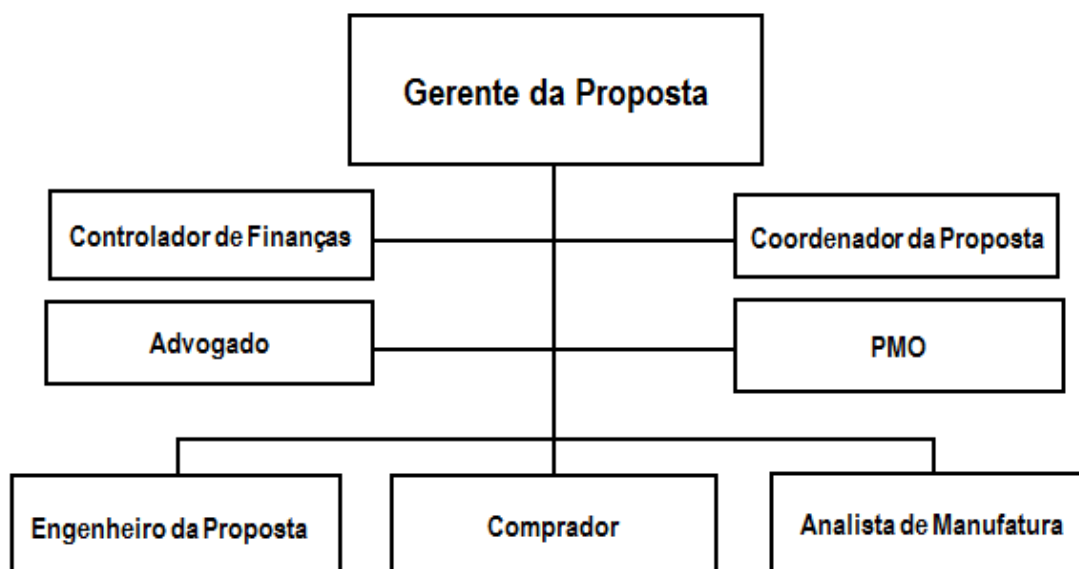 Gerente da Proposta
Controlador de Finanças
Coordenador da Proposta
Advogado
PMO
Engenheiro da Proposta
Comprador
Analista de Manufatura